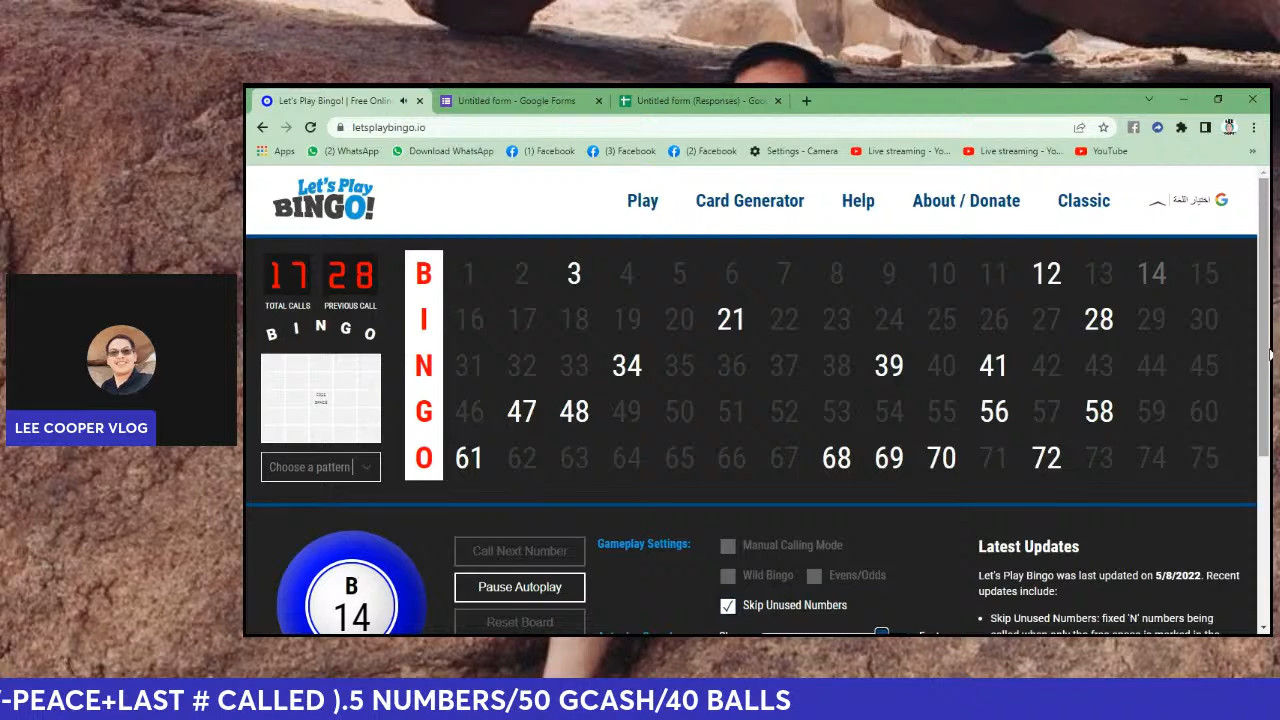 Let's Play Bingo! | Free Onlin
Untitled form - Google Forms
Untitled form (Responses) - Goo
letsplaybingo.io
Apps
(2) WhatsApp
Download WhatsApp
(1) Facebook
(3) Facebook
(2) Facebook
Settings - Camera
Live streaming - Yo...
Live streaming - Yo...
YouTube
Let's Play
BINGO!
Play
Card Generator
Help
About / Donate
Classic
اختيار اللغة
17 28
TOTAL CALLS PREVIOUS CALL
B I N G O
FREE
SPACE
Choose a pattern
B 1 2 3 4 5 6 7 8 9 10 11 12 13 14 15
I 16 17 18 19 20 21 22 23 24 25 26 27 28 29 30
N 31 32 33 34 35 36 37 38 39 40 41 42 43 44 45
G 46 47 48 49 50 51 52 53 54 55 56 57 58 59 60
O 61 62 63 64 65 66 67 68 69 70 71 72 73 74 75
B
14
Call Next Number
Pause Autoplay
Reset Board
Gameplay Settings:
Manual Calling Mode
Wild Bingo
Evens/Odds
Skip Unused Numbers
Latest Updates
Let's Play Bingo was last updated on 5/8/2022. Recent
updates include:
Skip Unused Numbers: fixed 'N' numbers being
LEE COOPER VLOG
-PEACE+LAST # CALLED ).5 NUMBERS/50 GCASH/40 BALLS